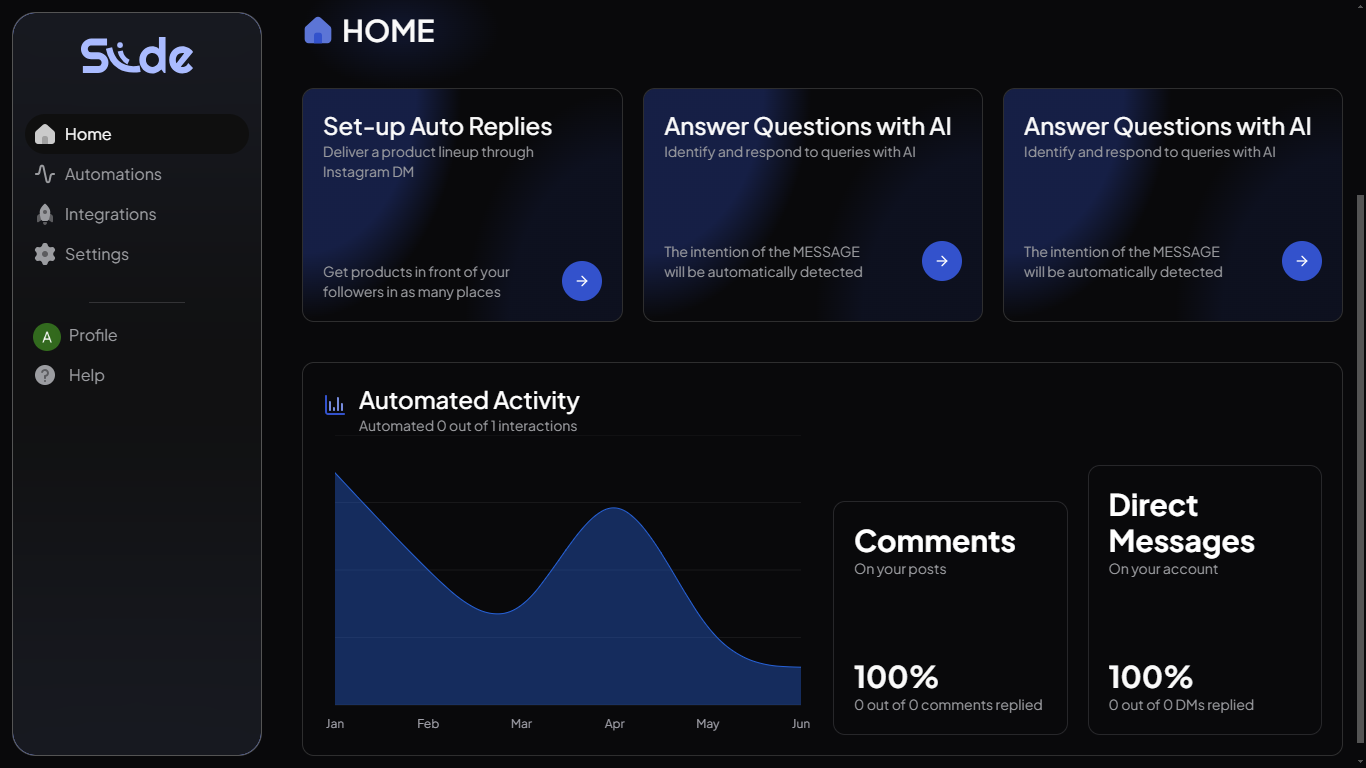 Slide
HOME
Home
Automations
Integrations
Settings
A Profile
? Help
Set-up Auto Replies
Deliver a product lineup through
Instagram DM
Get products in front of your
followers in as many places
Answer Questions with AI
Identify and respond to queries with AI
The intention of the MESSAGE
will be automatically detected
Answer Questions with AI
Identify and respond to queries with AI
The intention of the MESSAGE
will be automatically detected
Automated Activity
Automated 0 out of 1 interactions
Jan Feb Mar Apr May Jun
Comments
On your posts
100%
0 out of 0 comments replied
Direct
Messages
On your account
100%
0 out of 0 DMs replied